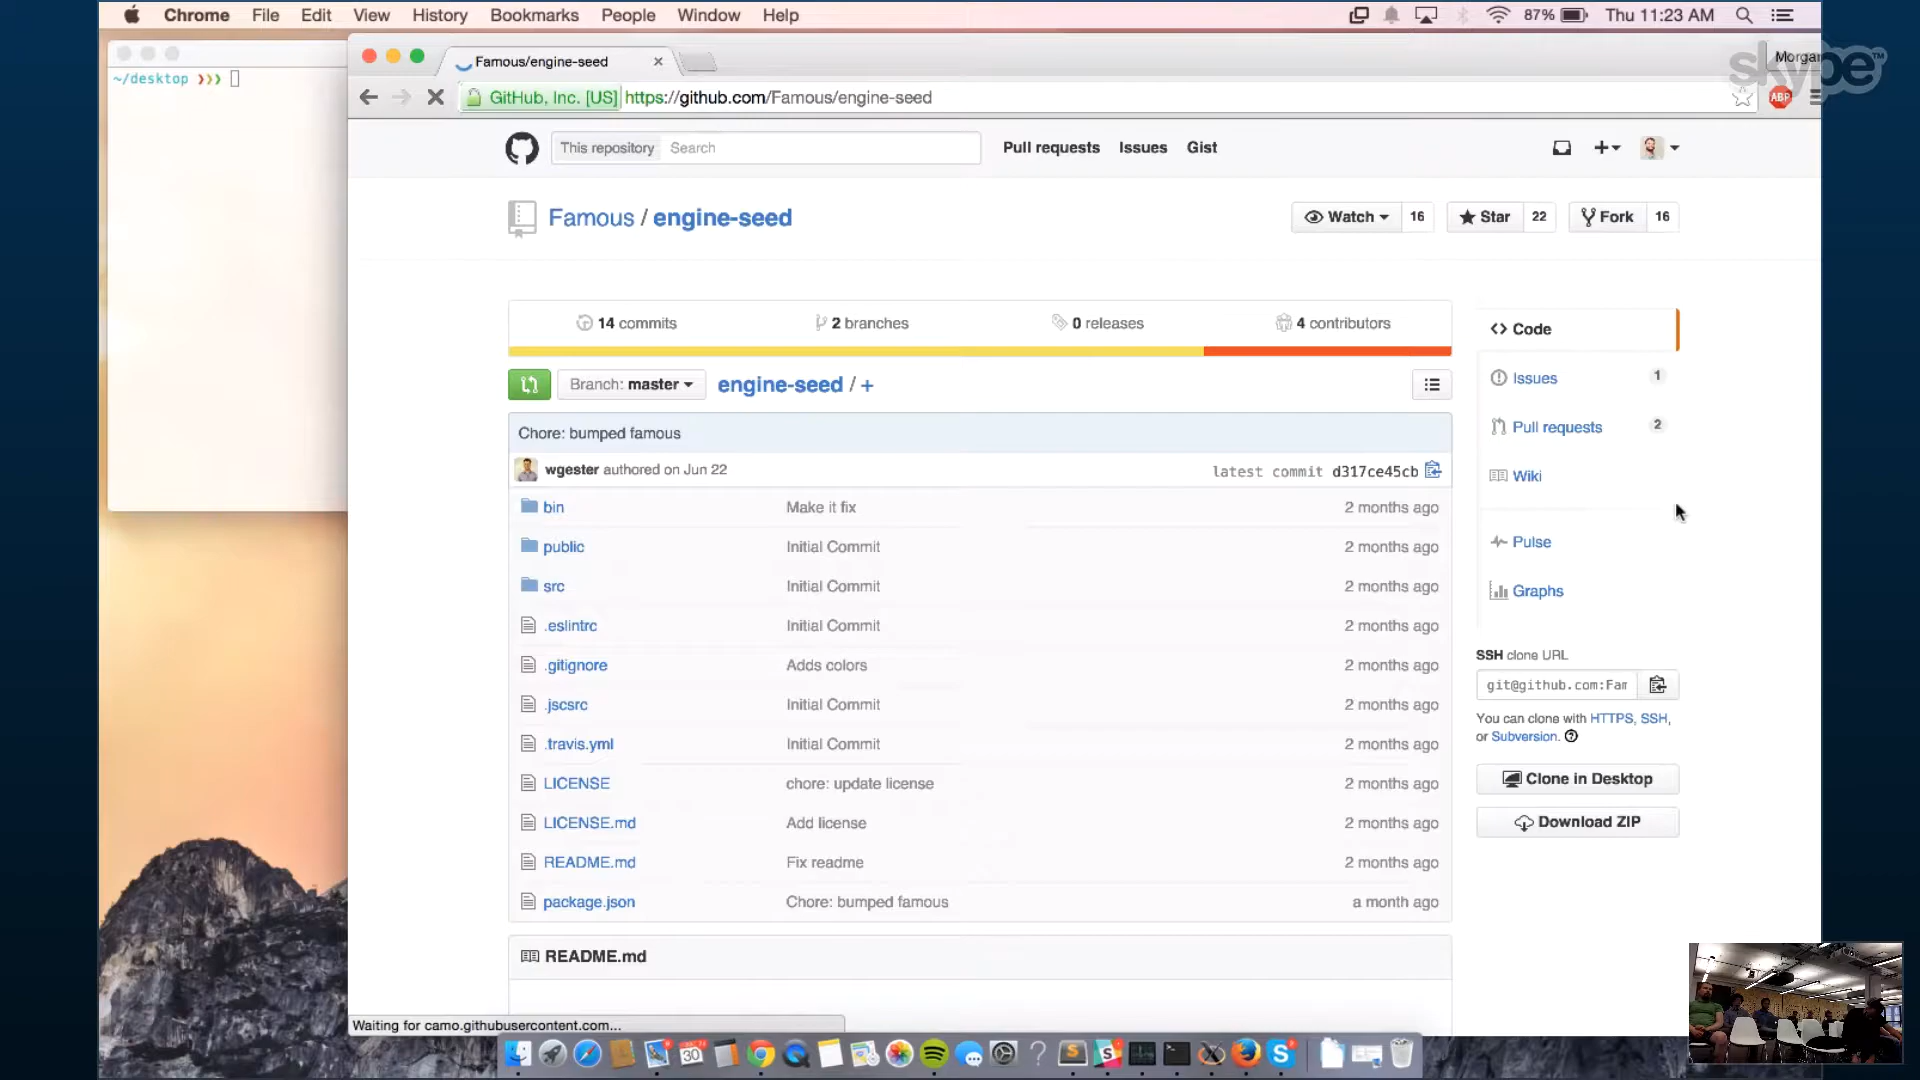 Chrome File Edit View History Bookmarks People Window Help 87% Thu 11:23 AM
skype™
Famous/engine-seed
~/desktop ❯❯❯
GitHub, Inc. [US] https://github.com/Famous/engine-seed
ABP
This repository Search Pull requests Issues Gist
Famous / engine-seed
Watch 16 Star 22 Fork 16
14 commits 2 branches 0 releases 4 contributors
Branch: master engine-seed / +
Chore: bumped famous
wgester authored on Jun 22 latest commit d317ce45cb
bin Make it fix 2 months ago
public Initial Commit 2 months ago
src Initial Commit 2 months ago
.eslintrc Initial Commit 2 months ago
.gitignore Adds colors 2 months ago
.jscsrc Initial Commit 2 months ago
.travis.yml Initial Commit 2 months ago
LICENSE chore: update license 2 months ago
LICENSE.md Add license 2 months ago
README.md Fix readme 2 months ago
package.json Chore: bumped famous a month ago
README.md
Code
Issues 1
Pull requests 2
Wiki
Pulse
Graphs
SSH clone URL
git@github.com:Fam
You can clone with HTTPS, SSH,
or Subversion.
Clone in Desktop
Download ZIP
Waiting for camo.githubusercontent.com...
30